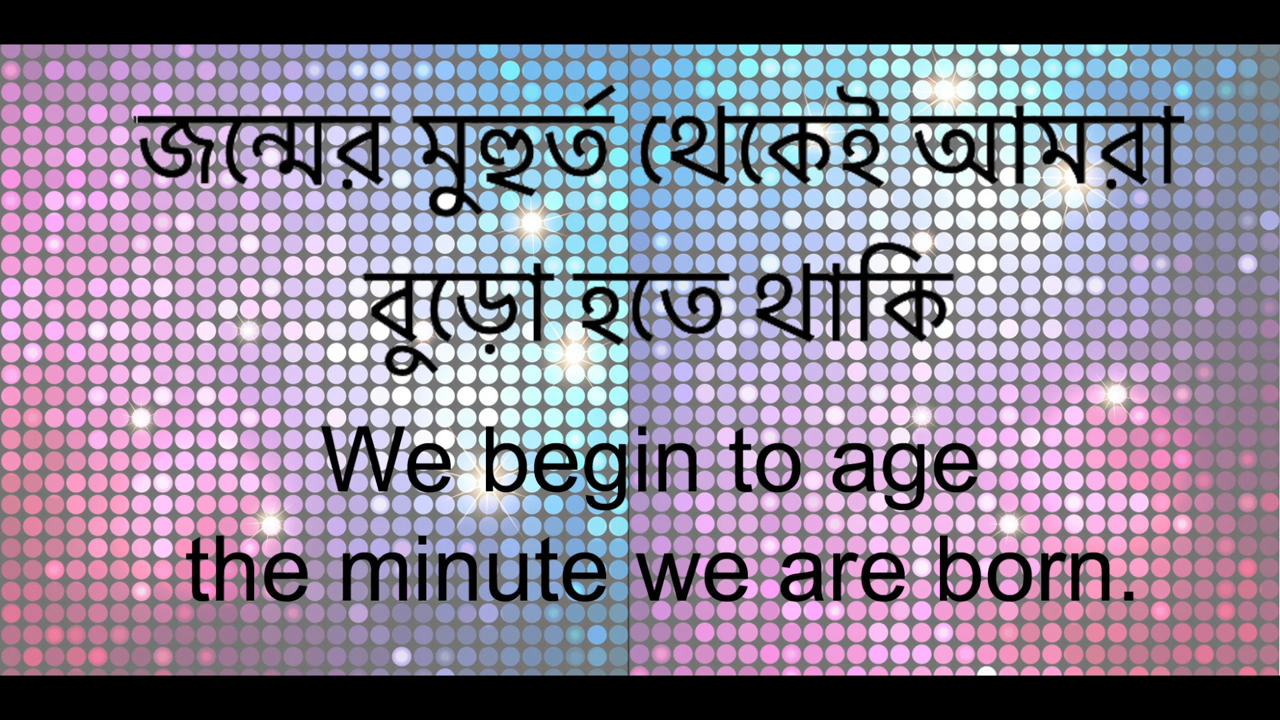 জন্মের মুহুর্ত থেকেই আমরা
বুড়ো হতে থাকি
We begin to age
the minute we are born.